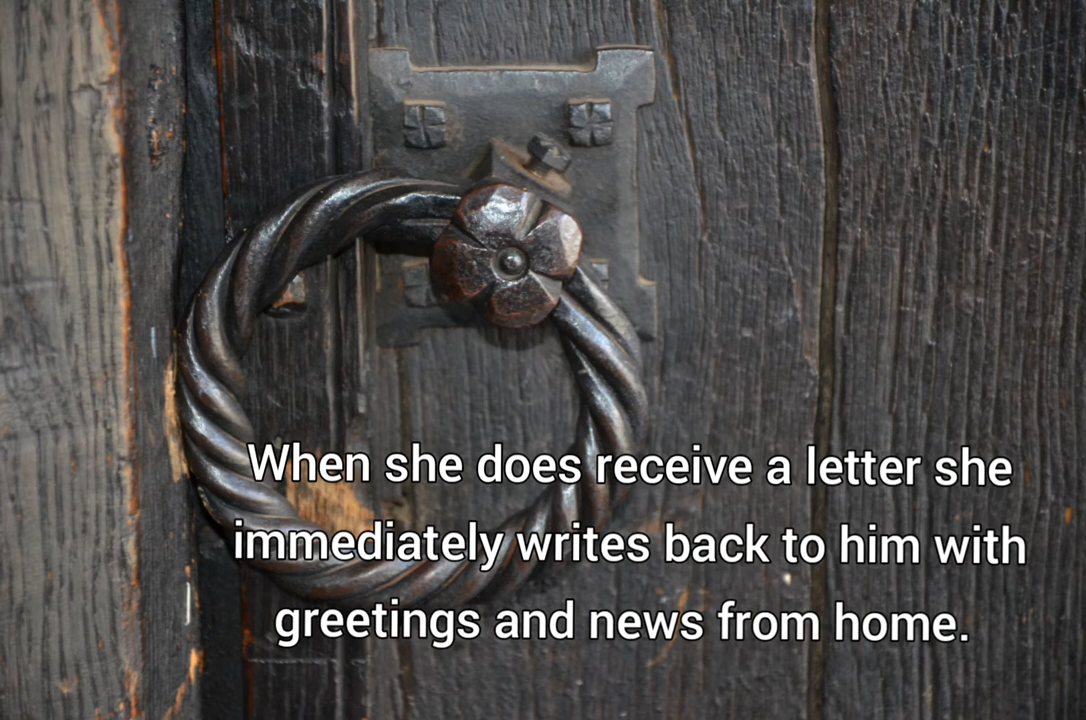 When she does receive a letter she
immediately writes back to him with
greetings and news from home.